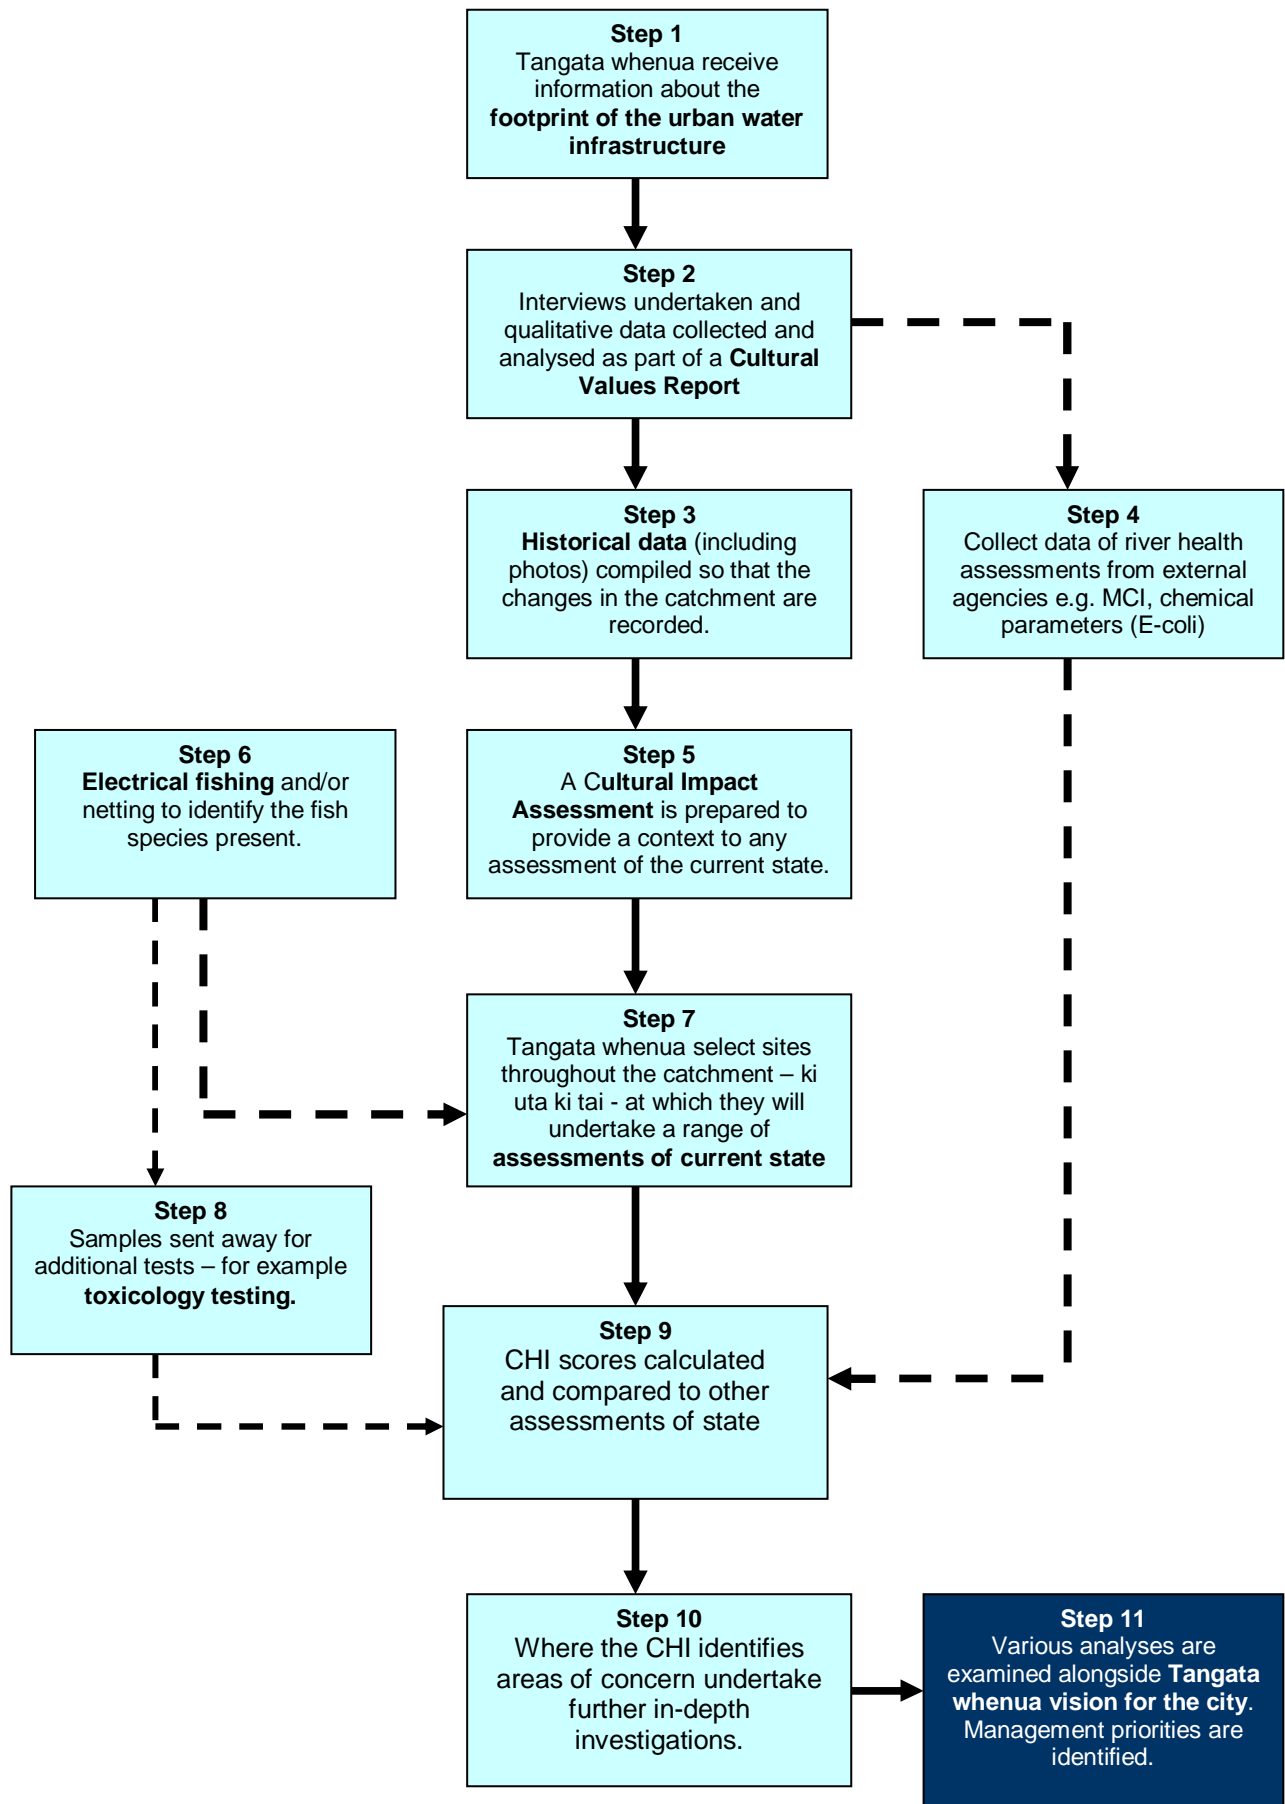 Step 1
Tangata whenua receive
information about the
footprint of the urban water
infrastructure
Step 2
Interviews undertaken and
qualitative data collected and
analysed as part of a Cultural
Values Report
Step 3
Historical data (including
photos) compiled so that the
changes in the catchment are
recorded.
Step 4
Collect data of river health
assessments from external
agencies e.g. MCI, chemical
parameters (E-coli)
Step 6
Electrical fishing and/or
netting to identify the fish
species present.
Step 5
A Cultural Impact
Assessment is prepared to
provide a context to any
assessment of the current state.
Step 7
Tangata whenua select sites
throughout the catchment – ki
uta ki tai - at which they will
undertake a range of
assessments of current state
Step 8
Samples sent away for
additional tests – for example
toxicology testing.
Step 9
CHI scores calculated
and compared to other
assessments of state
Step 10
Where the CHI identifies
areas of concern undertake
further in-depth
investigations.
Step 11
Various analyses are
examined alongside Tangata
whenua vision for the city.
Management priorities are
identified.